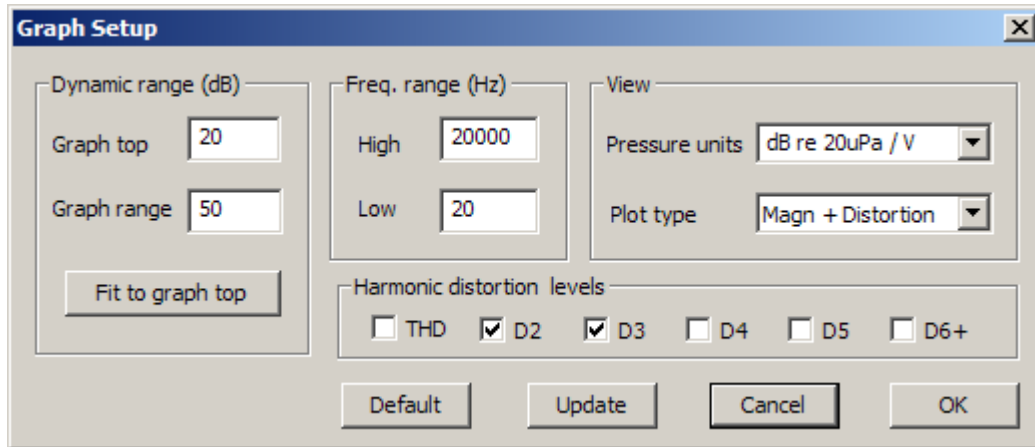 Graph Setup
Dynamic range (dB)
Graph top 20
Graph range 50
Fit to graph top
Freq. range (Hz)
High 20000
Low 20
View
Pressure units dB re 20uPa / V
Plot type Magn + Distortion
Harmonic distortion levels
THD D2 D3 D4 D5 D6+
Default Update Cancel OK